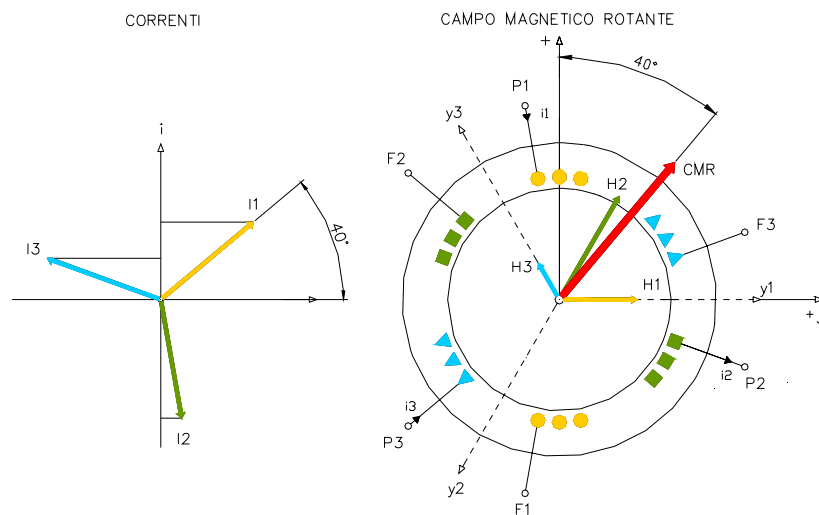 CORRENTI
CAMPO MAGNETICO ROTANTE
+
40°
P1
i1
y3
F2
H2
CMR
i
I1
40°
I3
F3
H3
H1
y1
+
i2
P2
i3
P3
I2
y2
F1